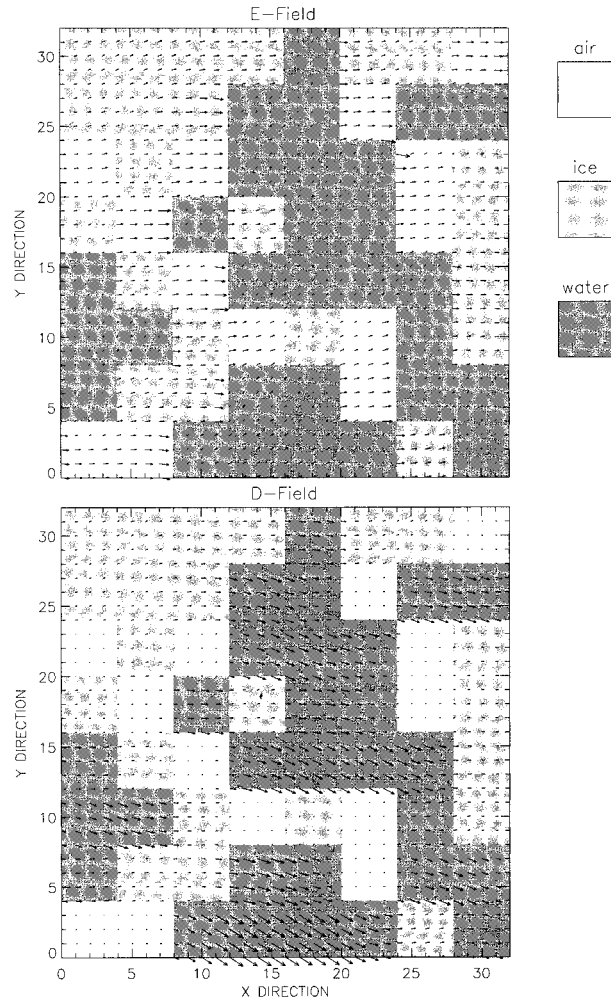 E-Field
30
25
20
15
10
5
0
Y DIRECTION
air
ice
water
D-Field
30
25
20
15
10
5
0
Y DIRECTION
0 5 10 15 20 25 30
X DIRECTION